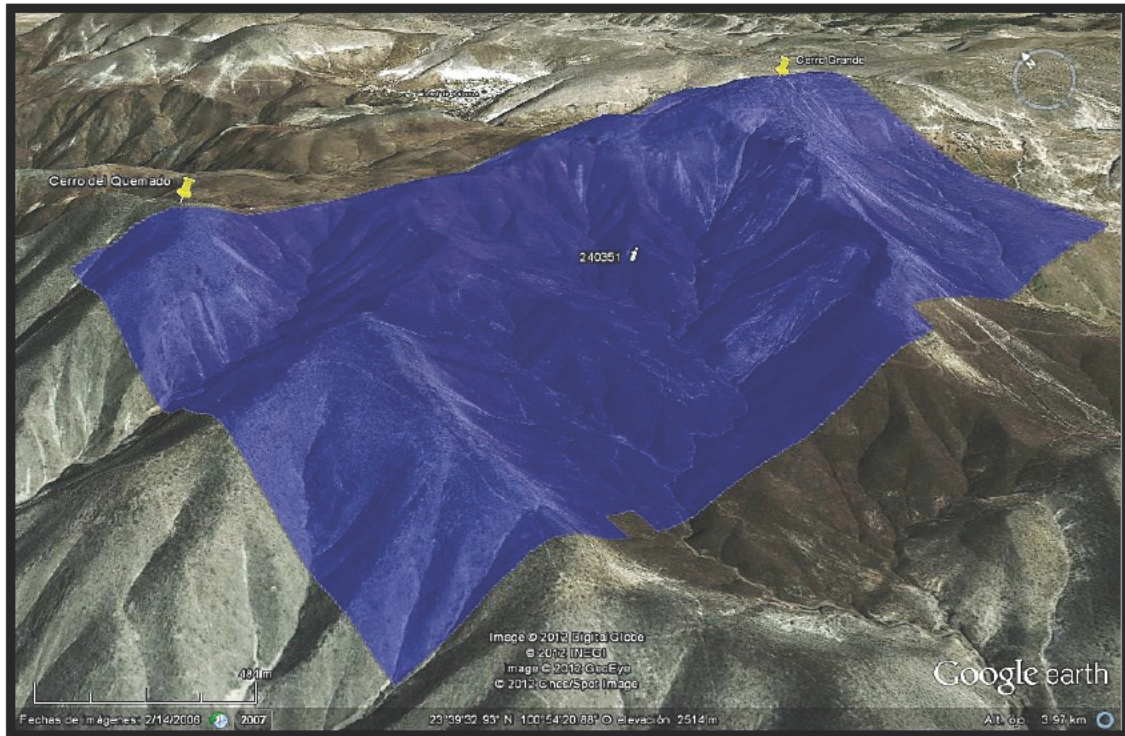 Cerro Grande
Cerro del Quemado
240351
Image © 2012 DigitalGlobe
© 2012 INEGI
Image © 2012 GeoEye
© 2012 Cnes/Spot Image
Google earth
484 m
Fechas de imágenes: 2/14/2006 2007 23°39'32.93" N 100°54'20.88" O elevación 2514 m Alt. ojo 3.97 km